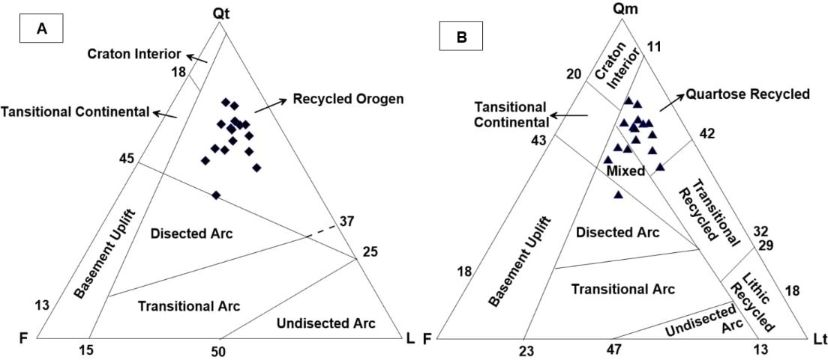 A
Qt
Craton Interior
18
Tansitional Continental
Recycled Orogen
45
Basement Uplift
Disected Arc
37
25
13
Transitional Arc
Undisected Arc
F
L
15
50
B
Qm
11
Craton
Interior
20
Quartose Recycled
Tansitional
Continental
43
42
Mixed
Transitional
Recycled
Basement Uplift
Disected Arc
32
29
18
Transitional Arc
Lithic
Recycled
18
Undisected
Arc
F
Lt
23
47
13